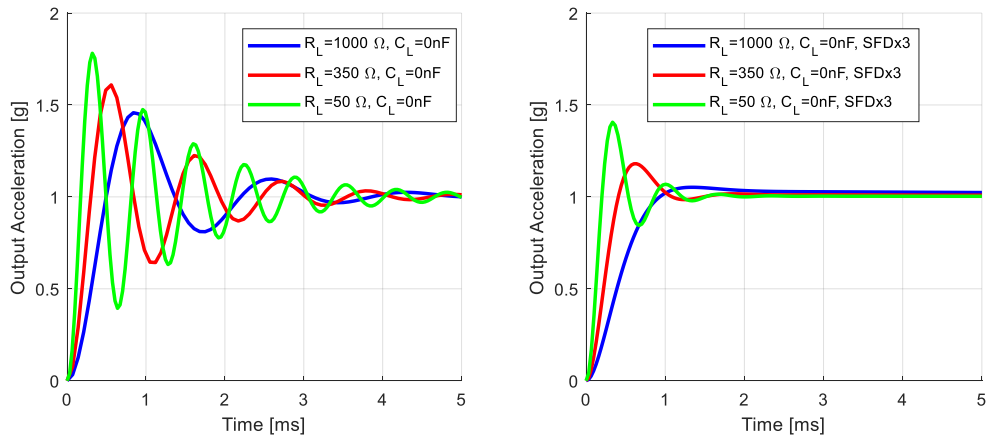 2
1.5
1
0.5
0
Output Acceleration [g]
0 1 2 3 4 5
Time [ms]
R_L=1000 Ω, C_L=0nF
R_L=350 Ω, C_L=0nF
R_L=50 Ω, C_L=0nF
2
1.5
1
0.5
0
Output Acceleration [g]
0 1 2 3 4 5
Time [ms]
R_L=1000 Ω, C_L=0nF, SFDx3
R_L=350 Ω, C_L=0nF, SFDx3
R_L=50 Ω, C_L=0nF, SFDx3